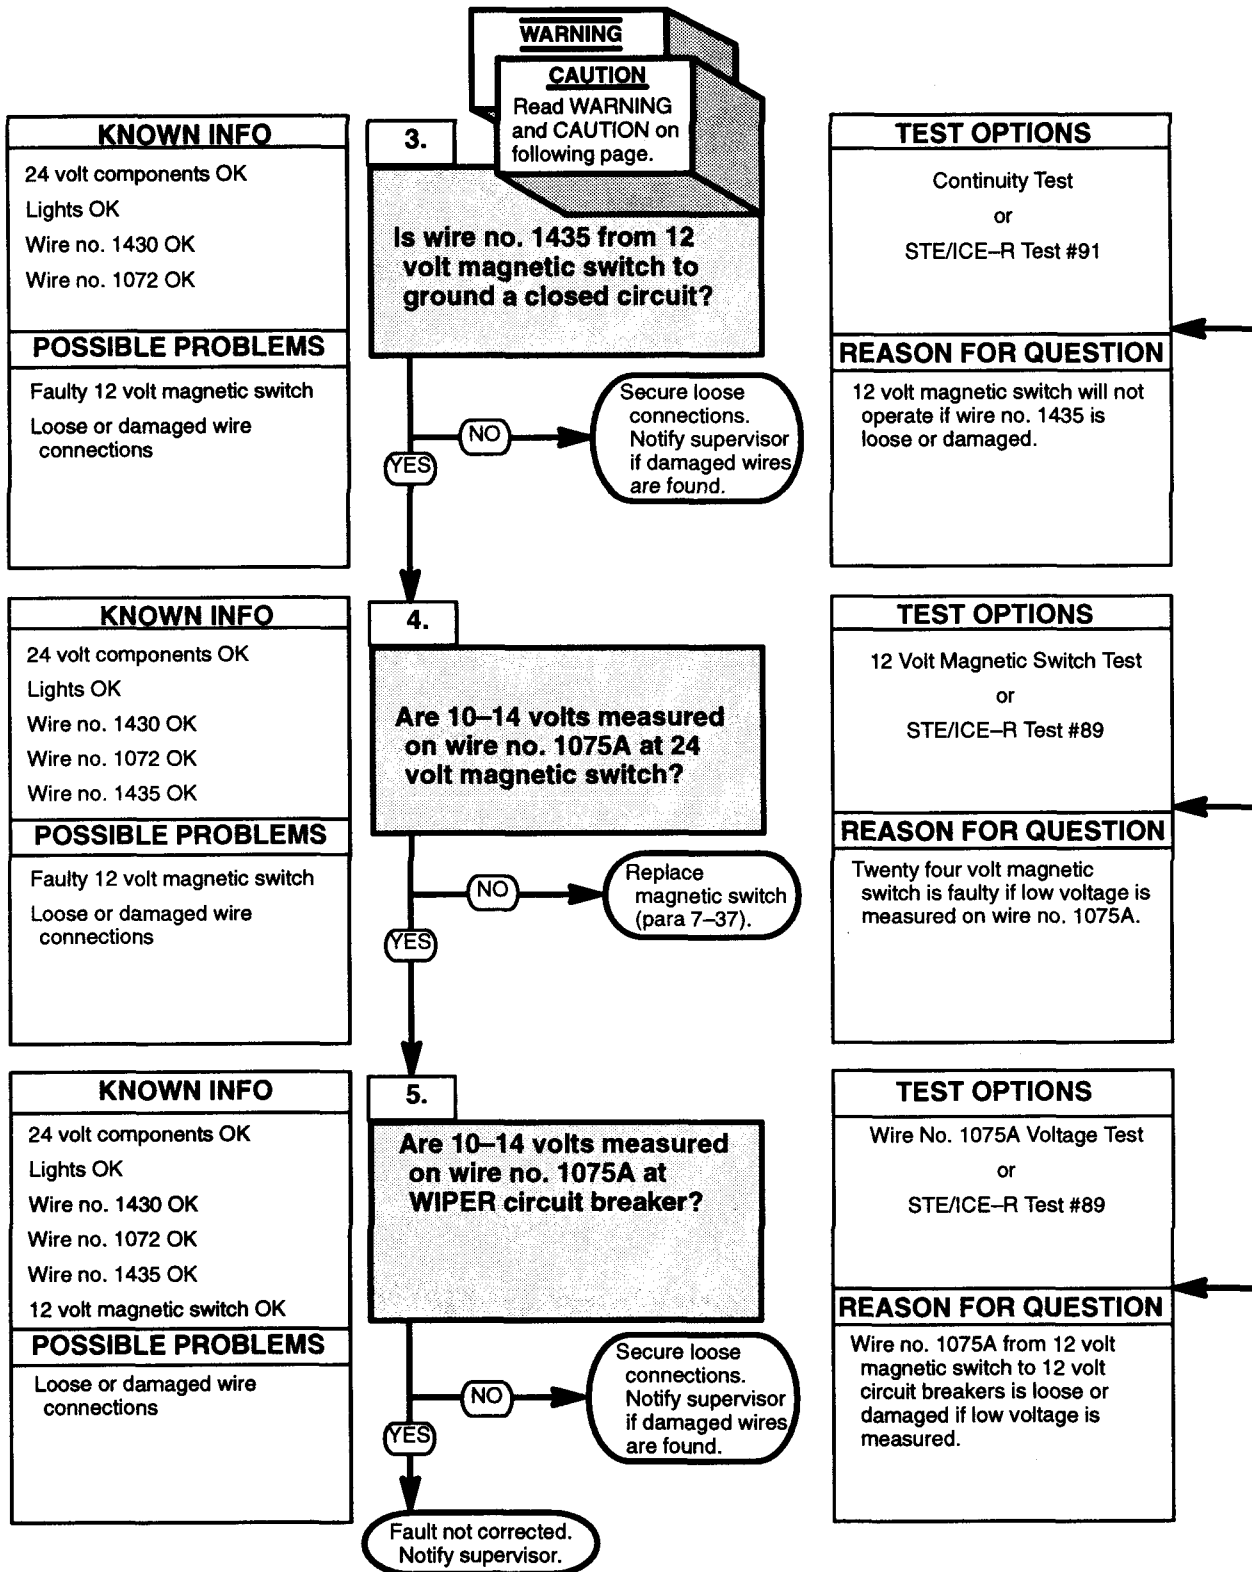 WARNING
CAUTION
Read WARNING
and CAUTION on
following page.
KNOWN INFO
24 volt components OK
Lights OK
Wire no. 1430 OK
Wire no. 1072 OK
POSSIBLE PROBLEMS
Faulty 12 volt magnetic switch
Loose or damaged wire
connections
3.
Is wire no. 1435 from 12
volt magnetic switch to
ground a closed circuit?
NO
Secure loose
connections.
Notify supervisor
if damaged wires
are found.
YES
TEST OPTIONS
Continuity Test
or
STE/ICE–R Test #91
REASON FOR QUESTION
12 volt magnetic switch will not
operate if wire no. 1435 is
loose or damaged.
KNOWN INFO
24 volt components OK
Lights OK
Wire no. 1430 OK
Wire no. 1072 OK
Wire no. 1435 OK
POSSIBLE PROBLEMS
Faulty 12 volt magnetic switch
Loose or damaged wire
connections
4.
Are 10–14 volts measured
on wire no. 1075A at 24
volt magnetic switch?
NO
Replace
magnetic switch
(para 7–37).
YES
TEST OPTIONS
12 Volt Magnetic Switch Test
or
STE/ICE–R Test #89
REASON FOR QUESTION
Twenty four volt magnetic
switch is faulty if low voltage is
measured on wire no. 1075A.
KNOWN INFO
24 volt components OK
Lights OK
Wire no. 1430 OK
Wire no. 1072 OK
Wire no. 1435 OK
12 volt magnetic switch OK
POSSIBLE PROBLEMS
Loose or damaged wire
connections
5.
Are 10–14 volts measured
on wire no. 1075A at
WIPER circuit breaker?
NO
Secure loose
connections.
Notify supervisor
if damaged wires
are found.
YES
Fault not corrected.
Notify supervisor.
TEST OPTIONS
Wire No. 1075A Voltage Test
or
STE/ICE–R Test #89
REASON FOR QUESTION
Wire no. 1075A from 12 volt
magnetic switch to 12 volt
circuit breakers is loose or
damaged if low voltage is
measured.